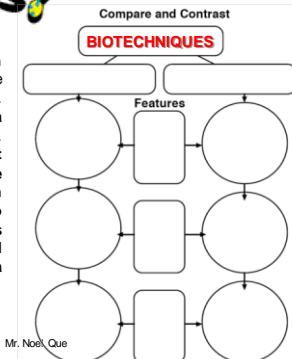 Compare and Contrast
BIOTECHNIQUES
Features
Mr. Noel Que